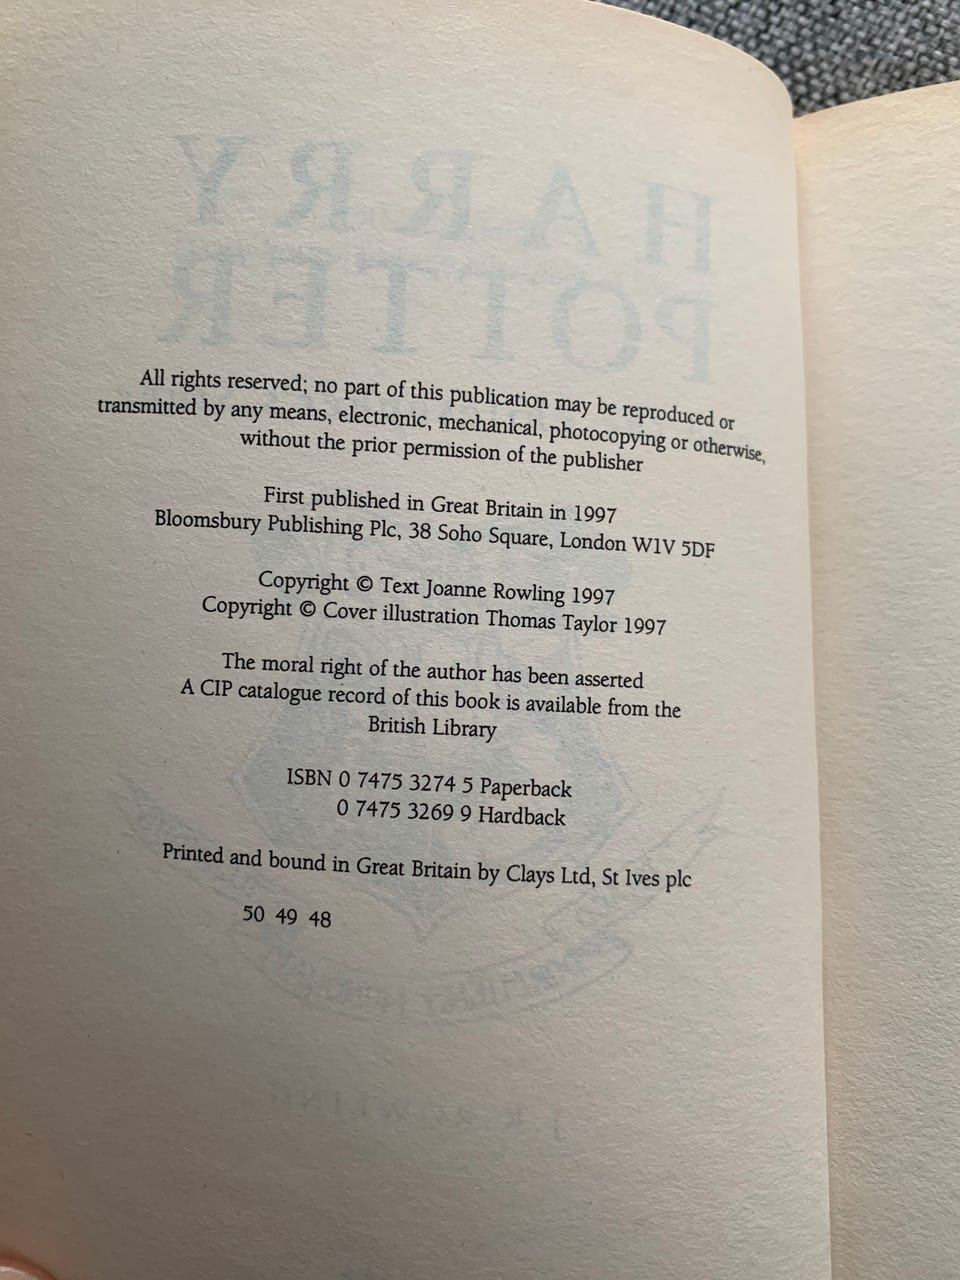 HARRY
POTTER
All rights reserved; no part of this publication may be reproduced or
transmitted by any means, electronic, mechanical, photocopying or otherwise,
without the prior permission of the publisher
First published in Great Britain in 1997
Bloomsbury Publishing Plc, 38 Soho Square, London W1V 5DF
Copyright © Text Joanne Rowling 1997
Copyright © Cover illustration Thomas Taylor 1997
The moral right of the author has been asserted
A CIP catalogue record of this book is available from the
British Library
ISBN 0 7475 3274 5 Paperback
0 7475 3269 9 Hardback
Printed and bound in Great Britain by Clays Ltd, St Ives plc
50 49 48
J.K.ROWLING